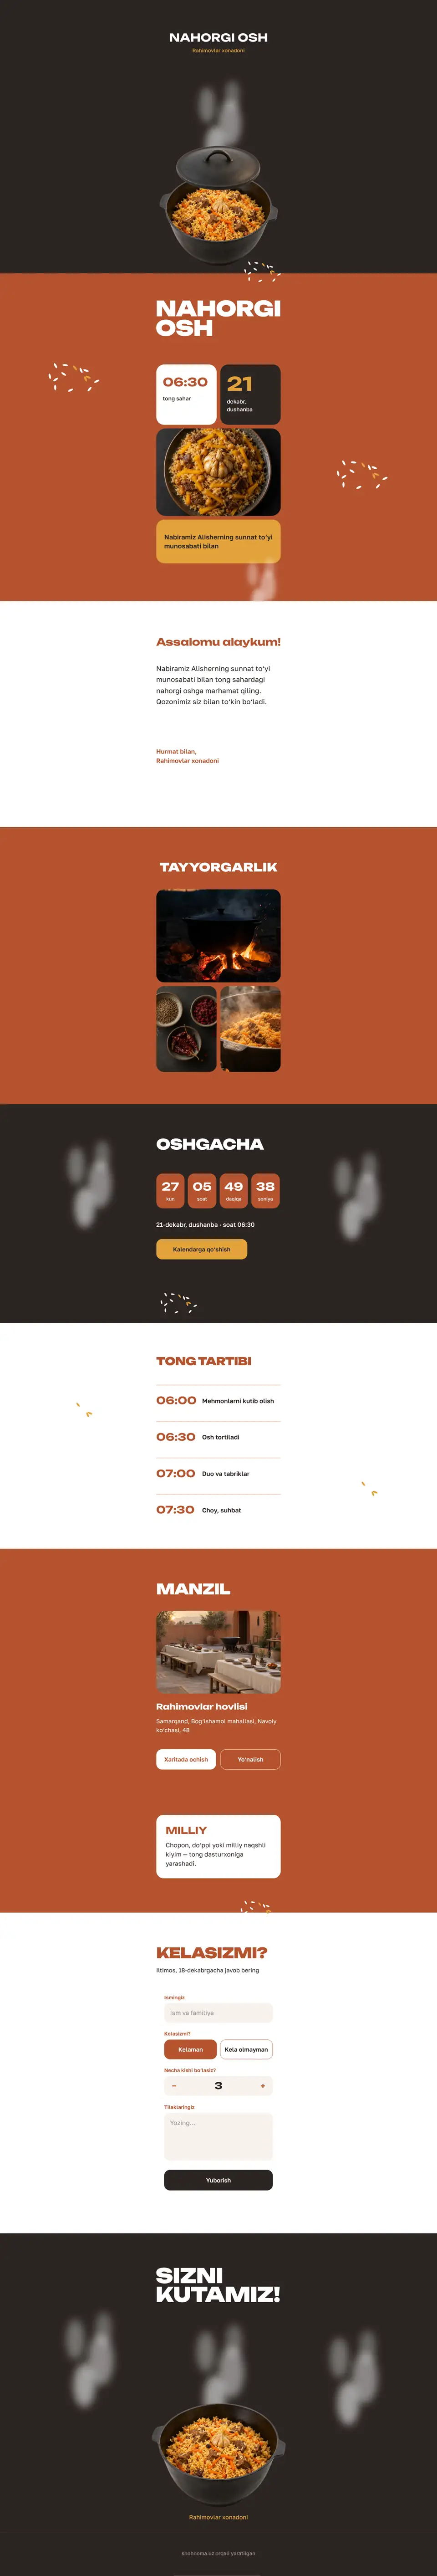 NAHORGI OSH
Rahimovlar xonadoni
NAHORGI
OSH
06:30
tong sahar
21
dekabr,
dushanba
Nabiramiz Alisherning sunnat to'yi
munosabati bilan
Assalomu alaykum!
Nabiramiz Alisherning sunnat to'yi
munosabati bilan tong sahardagi
nahorgi oshga marhamat qiling.
Qozonimiz siz bilan to'kin bo'ladi.
Hurmat bilan,
Rahimovlar xonadoni
TAYYORGARLIK
OSHGACHA
27 05 49 38
kun soat daqiqa soniya
21-dekabr, dushanba · soat 06:30
Kalendarga qo'shish
TONG TARTIBI
06:00 Mehmonlarni kutib olish
06:30 Osh tortiladi
07:00 Duo va tabriklar
07:30 Choy, suhbat
MANZIL
Rahimovlar hovlisi
Samarqand, Bog'ishamol mahallasi, Navoiy
ko'chasi, 48
Xaritada ochish Yo'nalish
MILLIY
Chopon, do'ppi yoki milliy naqshli
kiyim — tong dasturxoniga
yarashadi.
KELASIZMI?
Iltimos, 18-dekabrgacha javob bering
Ismingiz
Ism va familiya
Kelasizmi?
Kelaman Kela olmayman
Necha kishi bo'lasiz?
− 3 +
Tilaklaringiz
Yozing...
Yuborish
SIZNI
KUTAMIZ!
Rahimovlar xonadoni
shohnoma.uz orqali yaratilgan